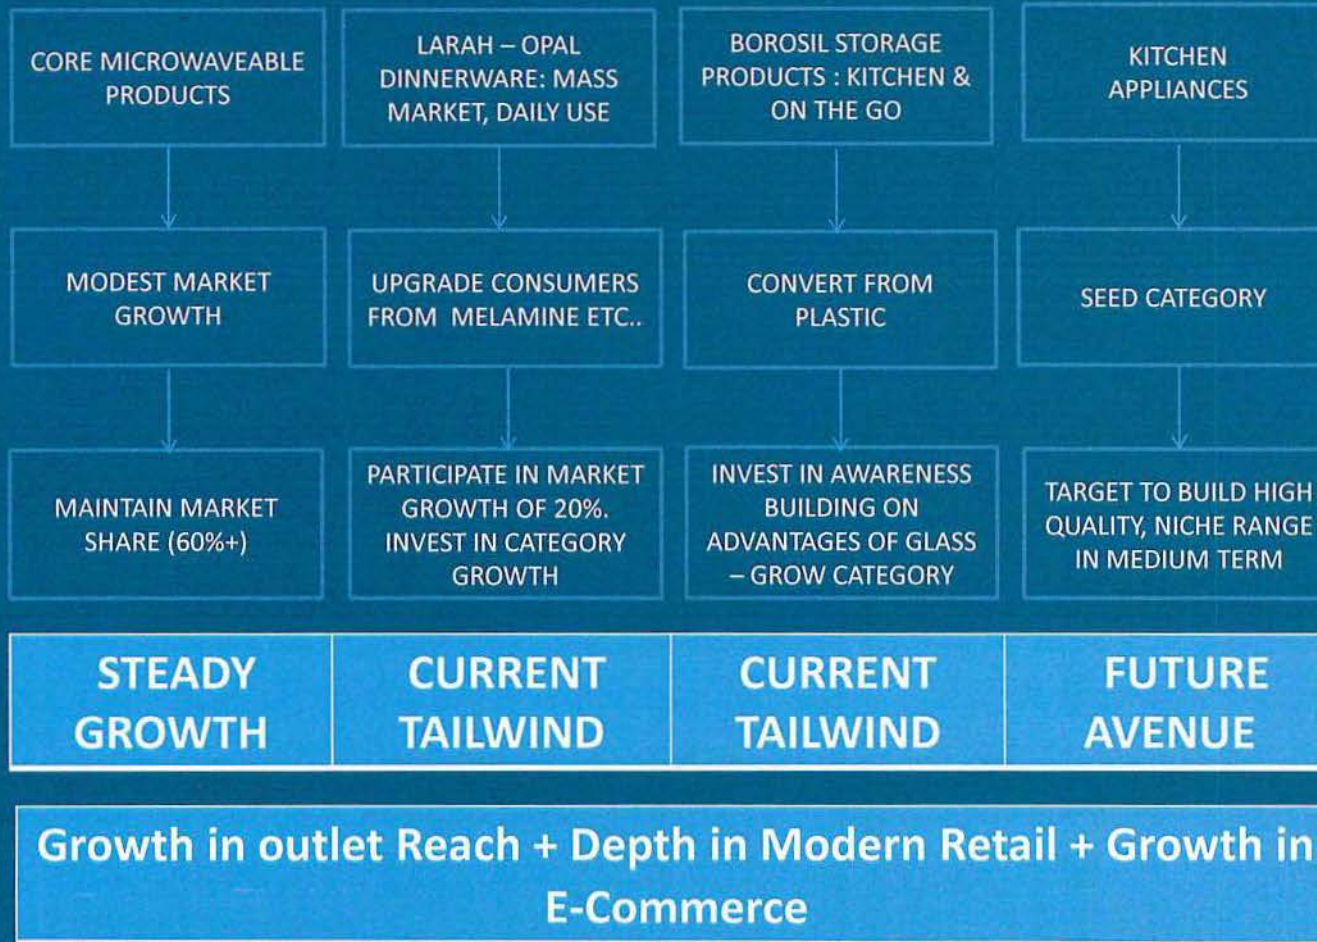 CORE MICROWAVEABLE
PRODUCTS
LARAH – OPAL
DINNERWARE: MASS
MARKET, DAILY USE
BOROSIL STORAGE
PRODUCTS : KITCHEN &
ON THE GO
KITCHEN
APPLIANCES
MODEST MARKET
GROWTH
UPGRADE CONSUMERS
FROM MELAMINE ETC..
CONVERT FROM
PLASTIC
SEED CATEGORY
MAINTAIN MARKET
SHARE (60%+)
PARTICIPATE IN MARKET
GROWTH OF 20%.
INVEST IN CATEGORY
GROWTH
INVEST IN AWARENESS
BUILDING ON
ADVANTAGES OF GLASS
– GROW CATEGORY
TARGET TO BUILD HIGH
QUALITY, NICHE RANGE
IN MEDIUM TERM
STEADY
GROWTH
CURRENT
TAILWIND
CURRENT
TAILWIND
FUTURE
AVENUE
Growth in outlet Reach + Depth in Modern Retail + Growth in
E-Commerce